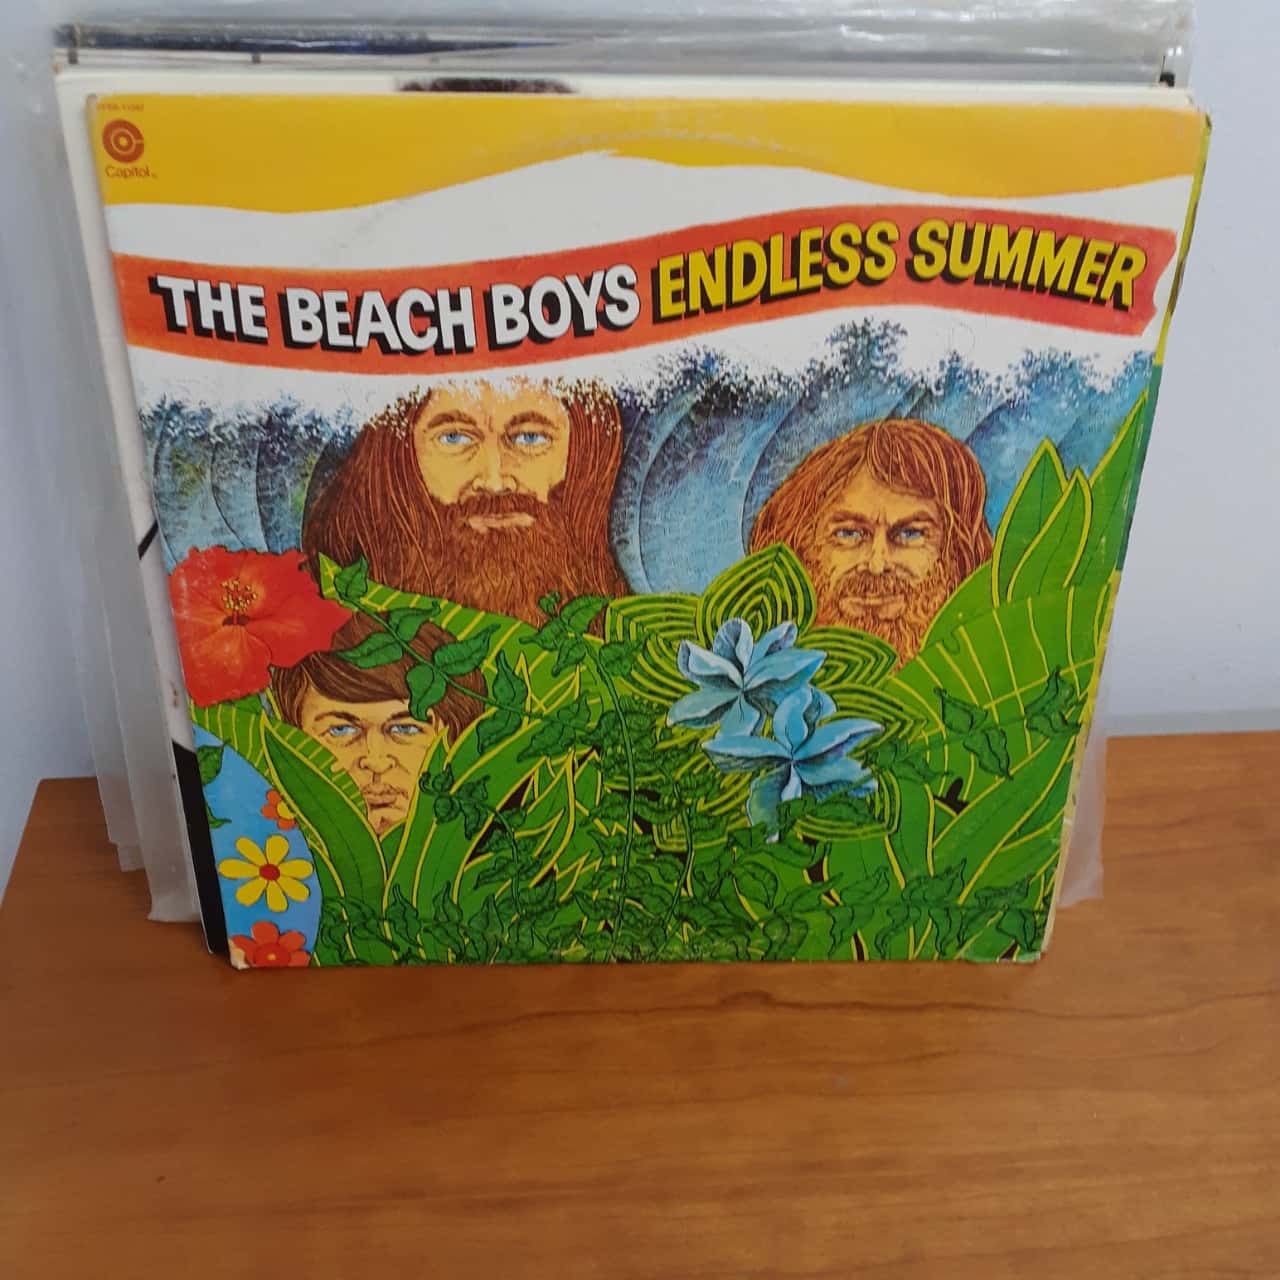 Capitol
THE BEACH BOYS ENDLESS SUMMER